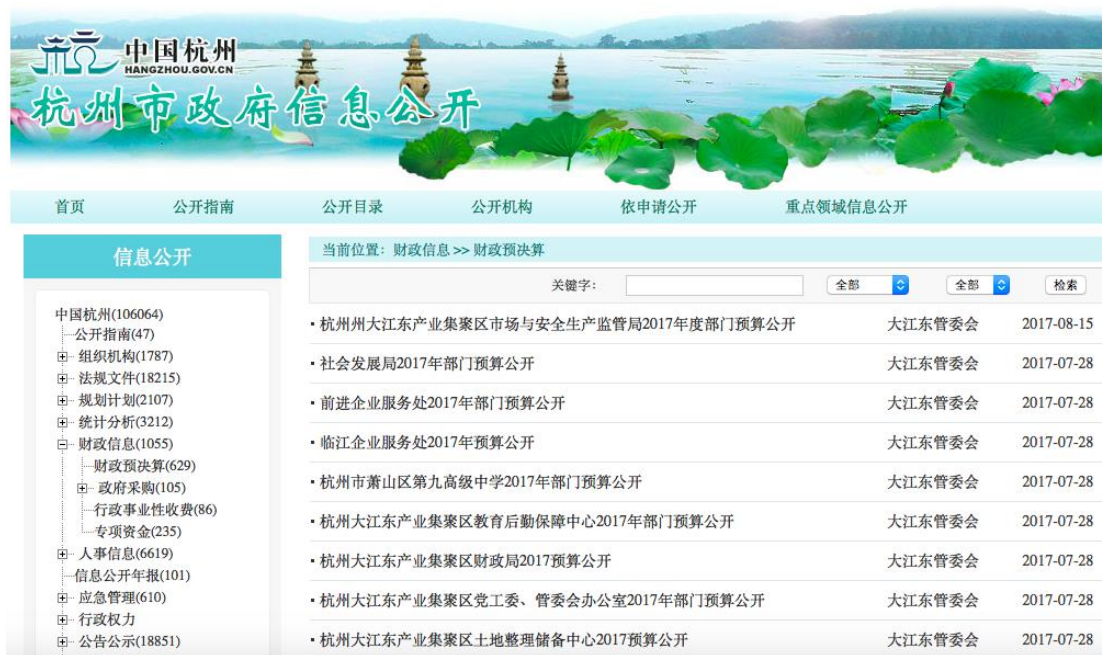 中国杭州
HANGZHOU.GOV.CN
杭州市政府信息公开
首页 公开指南 公开目录 公开机构 依申请公开 重点领域信息公开
信息公开
当前位置：财政信息 >> 财政预决算
关键字： 全部 全部 检索
中国杭州(106064)
公开指南(47)
组织机构(1787)
法规文件(18215)
规划计划(2107)
统计分析(3212)
财政信息(1055)
财政预决算(629)
政府采购(105)
行政事业性收费(86)
专项资金(235)
人事信息(6619)
信息公开年报(101)
应急管理(610)
行政权力
公告公示(18851)
杭州州大江东产业集聚区市场与安全生产监管局2017年度部门预算公开 大江东管委会 2017-08-15
社会发展局2017年部门预算公开 大江东管委会 2017-07-28
前进企业服务处2017年部门预算公开 大江东管委会 2017-07-28
临江企业服务处2017年预算公开 大江东管委会 2017-07-28
杭州市萧山区第九高级中学2017年部门预算公开 大江东管委会 2017-07-28
杭州大江东产业集聚区教育后勤保障中心2017年部门预算公开 大江东管委会 2017-07-28
杭州大江东产业集聚区财政局2017预算公开 大江东管委会 2017-07-28
杭州大江东产业集聚区党工委、管委会办公室2017年部门预算公开 大江东管委会 2017-07-28
杭州大江东产业集聚区土地整理储备中心2017预算公开 大江东管委会 2017-07-28